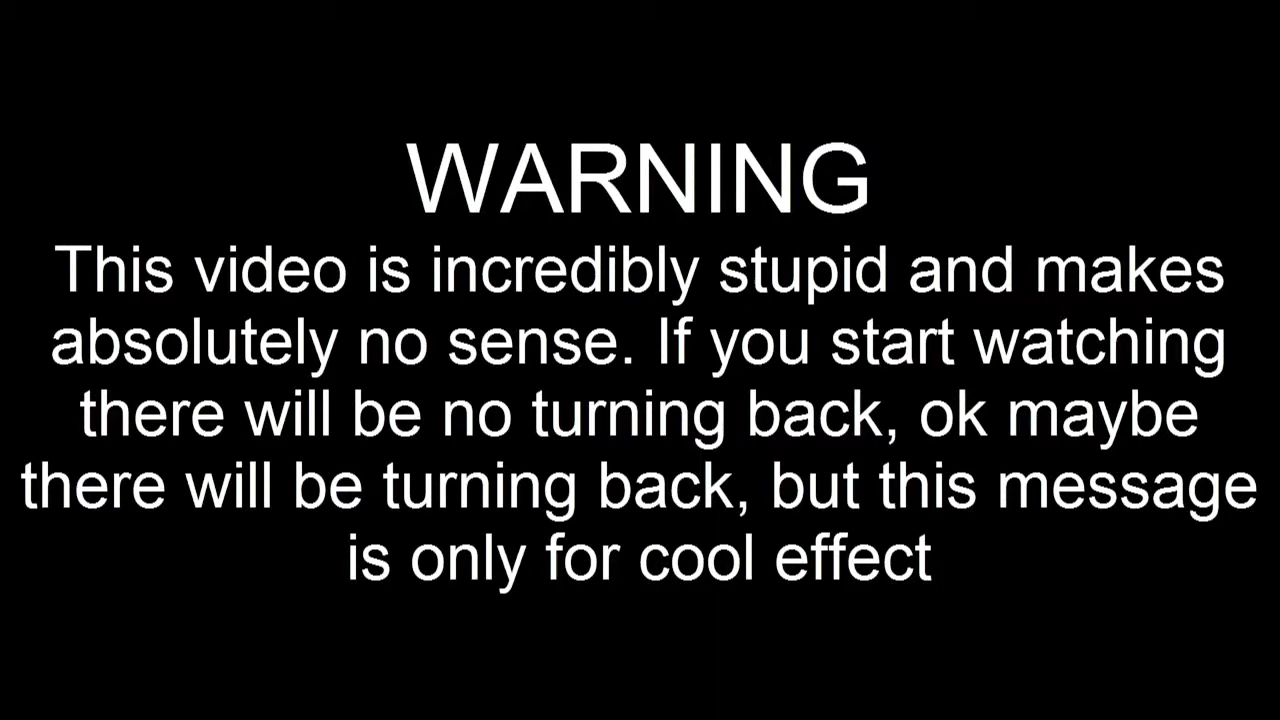 WARNING
This video is incredibly stupid and makes
absolutely no sense. If you start watching
there will be no turning back, ok maybe
there will be turning back, but this message
is only for cool effect